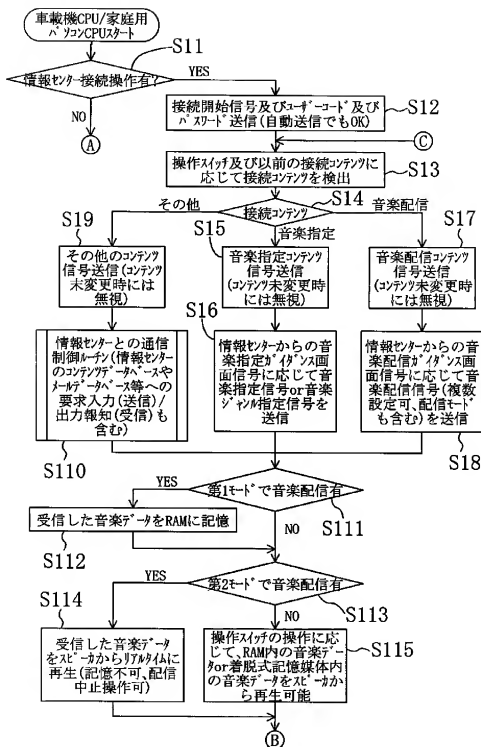 車載機CPU/家庭用
ﾊﾟｿｺﾝCPUｽﾀｰﾄ
S11
情報ｾﾝﾀｰ接続操作有?
YES
NO
A
S12
接続開始信号及びﾕｰｻﾞｰｺｰﾄﾞ及び
ﾊﾟｽﾜｰﾄﾞ送信(自動送信でもOK)
C
S13
操作ｽｲｯﾁ及び以前の接続ｺﾝﾃﾝﾂに
応じて接続ｺﾝﾃﾝﾂを検出
S14
接続ｺﾝﾃﾝﾂ
その他
音楽指定
音楽配信
S19
その他のｺﾝﾃﾝﾂ
信号送信(ｺﾝﾃﾝﾂ
未変更時には
無視)
S15
音楽指定ｺﾝﾃﾝﾂ
信号送信
(ｺﾝﾃﾝﾂ未変更時
には無視)
S17
音楽配信ｺﾝﾃﾝﾂ
信号送信
(ｺﾝﾃﾝﾂ未変更時
には無視)
情報ｾﾝﾀｰとの通信
制御ﾙｰﾁﾝ(情報ｾﾝﾀｰ
のｺﾝﾃﾝﾂﾃﾞｰﾀﾍﾞｰｽや
ﾒｰﾙﾃﾞｰﾀﾍﾞｰｽ等への
要求入力(送信)/
出力報知(受信)も
含む)
S110
S16
情報ｾﾝﾀｰからの音
楽指定ｶﾞｲﾀﾞﾝｽ画面
信号に応じて音
楽指定信号or音楽
ｼﾞｬﾝﾙ指定信号を
送信
情報ｾﾝﾀｰからの音
楽配信ｶﾞｲﾀﾞﾝｽ画面
信号に応じて音
楽配信信号(複数
設定可、配信ﾓｰﾄﾞ
も含む)を送信
S18
第1ﾓｰﾄﾞで音楽配信有
S111
YES
NO
受信した音楽ﾃﾞｰﾀをRAMに記憶
S112
第2ﾓｰﾄﾞで音楽配信有
S113
YES
NO
S114
受信した音楽ﾃﾞｰﾀ
をｽﾋﾟｰｶからﾘｱﾙﾀｲﾑに
再生(記憶不可、配信
中止操作可)
S115
操作ｽｲｯﾁの操作に応
じて、RAM内の音楽ﾃﾞｰ
ﾀor着脱式記憶媒体内
の音楽ﾃﾞｰﾀをｽﾋﾟｰｶか
ら再生可能
B